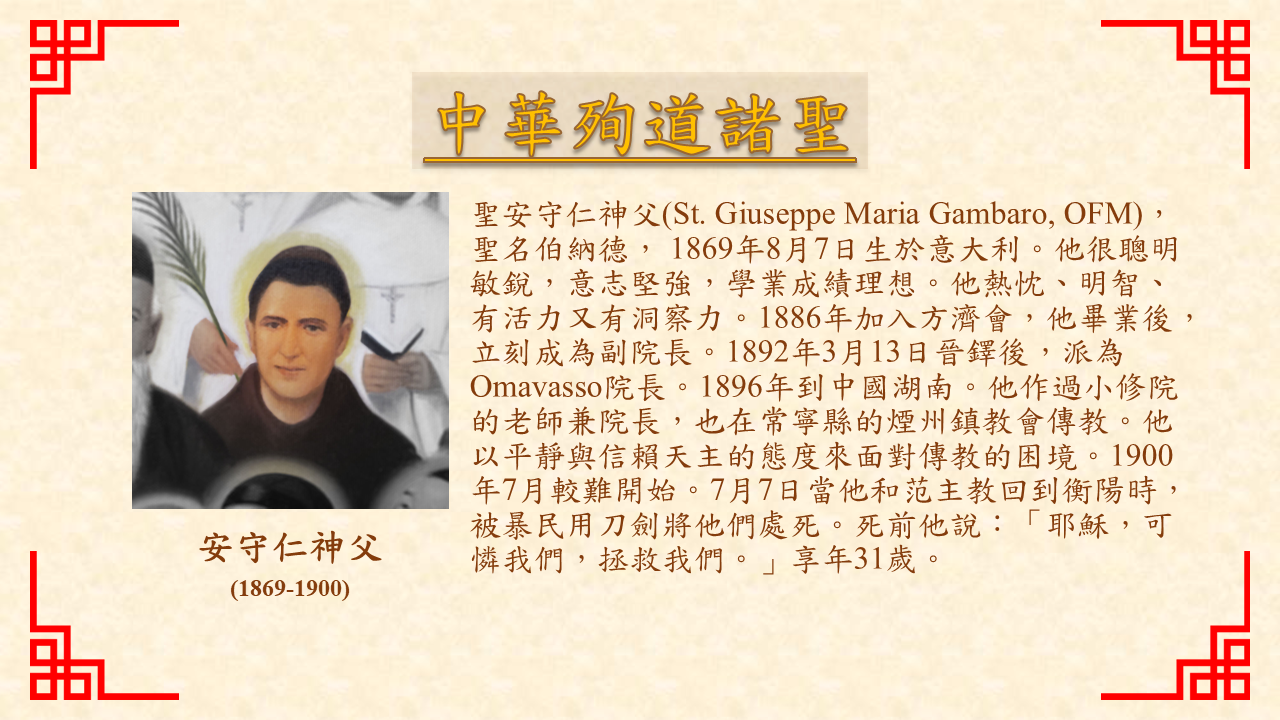 中華殉道諸聖
聖安守仁神父(St. Giuseppe Maria Gambaro, OFM)，
聖名伯納德， 1869年8月7日生於意大利。他很聰明
敏銳，意志堅強，學業成績理想。他熱忱、明智、
有活力又有洞察力。1886年加入方濟會，他畢業後，
立刻成為副院長。1892年3月13日晉鐸後，派為
Omavasso院長。1896年到中國湖南。他作過小修院
的老師兼院長，也在常寧縣的煙州鎮教會傳教。他
以平靜與信賴天主的態度來面對傳教的困境。1900
年7月較難開始。7月7日當他和范主教回到衡陽時，
被暴民用刀劍將他們處死。死前他說：「耶穌，可
憐我們，拯救我們。」享年31歲。
安守仁神父
(1869-1900)